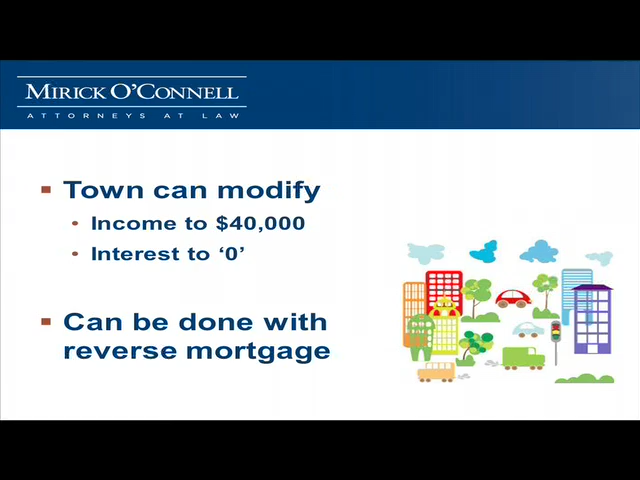 MIRICK O'CONNELL
ATTORNEYS AT LAW
Town can modify
Income to $40,000
Interest to ‘0’
Can be done with
reverse mortgage